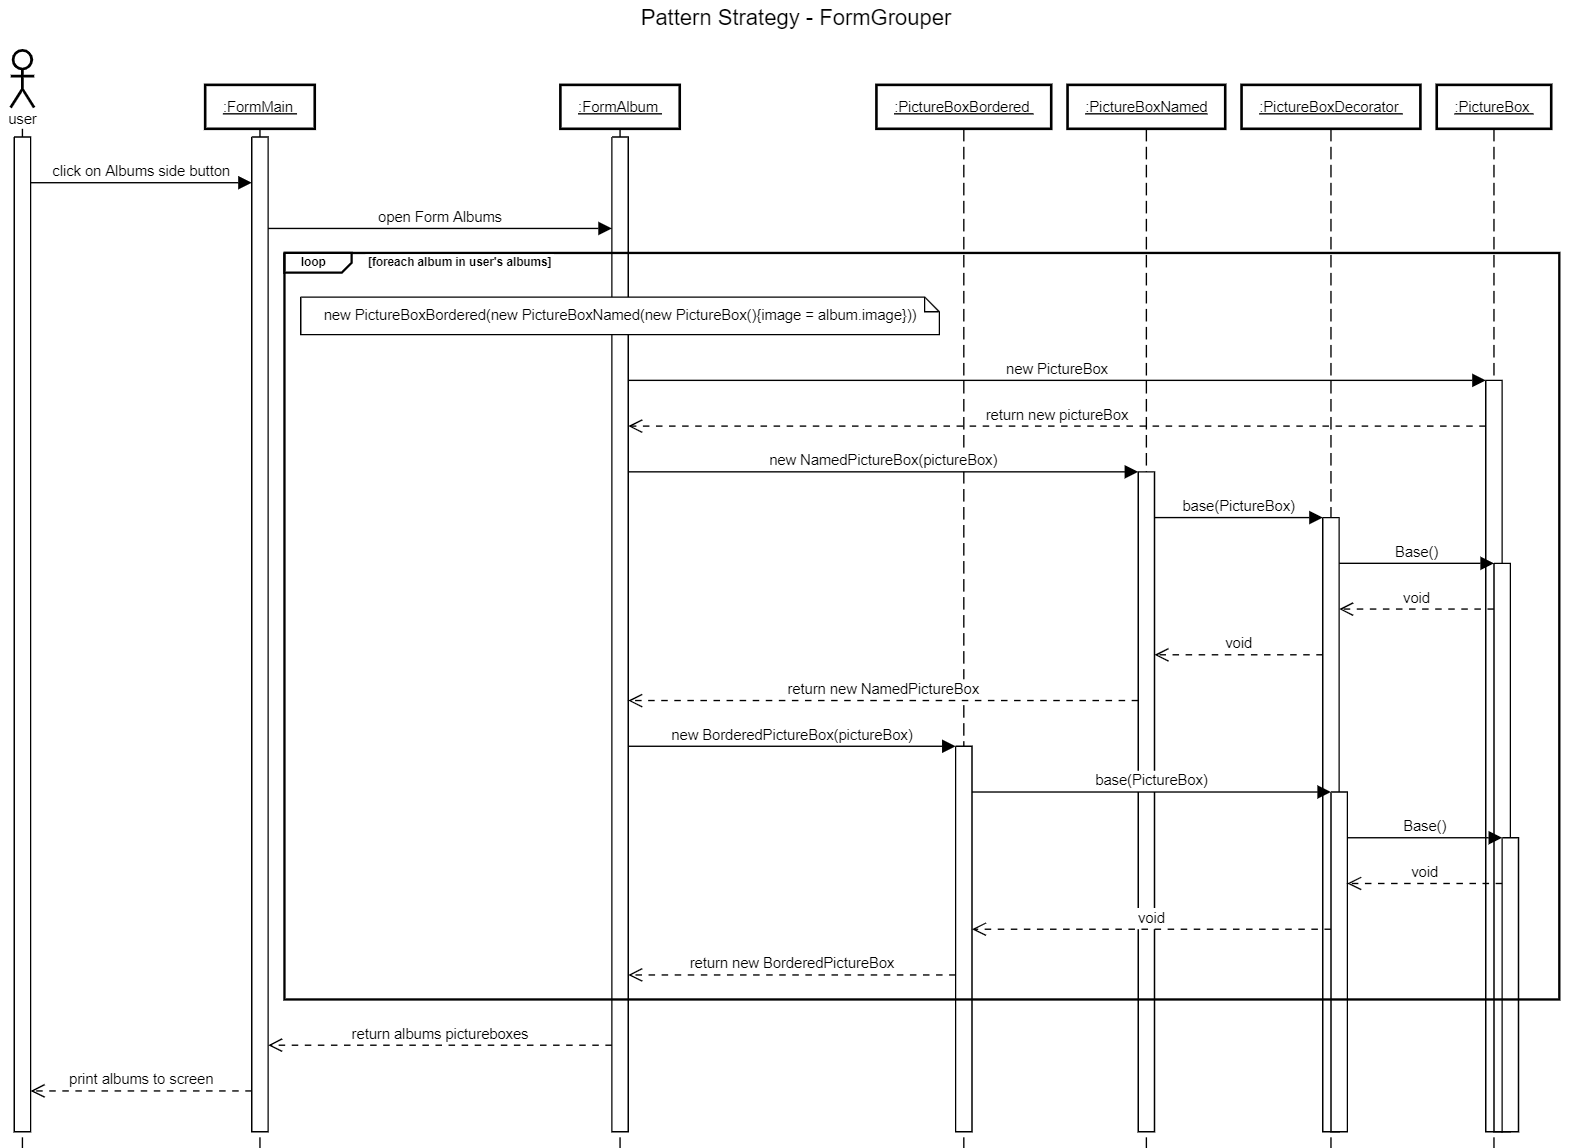 Pattern Strategy - FormGrouper
user
:FormMain
:FormAlbum
:PictureBoxBordered
:PictureBoxNamed
:PictureBoxDecorator
:PictureBox
click on Albums side button
open Form Albums
loop
[foreach album in user's albums]
new PictureBoxBordered(new PictureBoxNamed(new PictureBox(){image = album.image}))
new PictureBox
return new pictureBox
new NamedPictureBox(pictureBox)
base(PictureBox)
Base()
void
void
return new NamedPictureBox
new BorderedPictureBox(pictureBox)
base(PictureBox)
Base()
void
void
return new BorderedPictureBox
return albums pictureboxes
print albums to screen